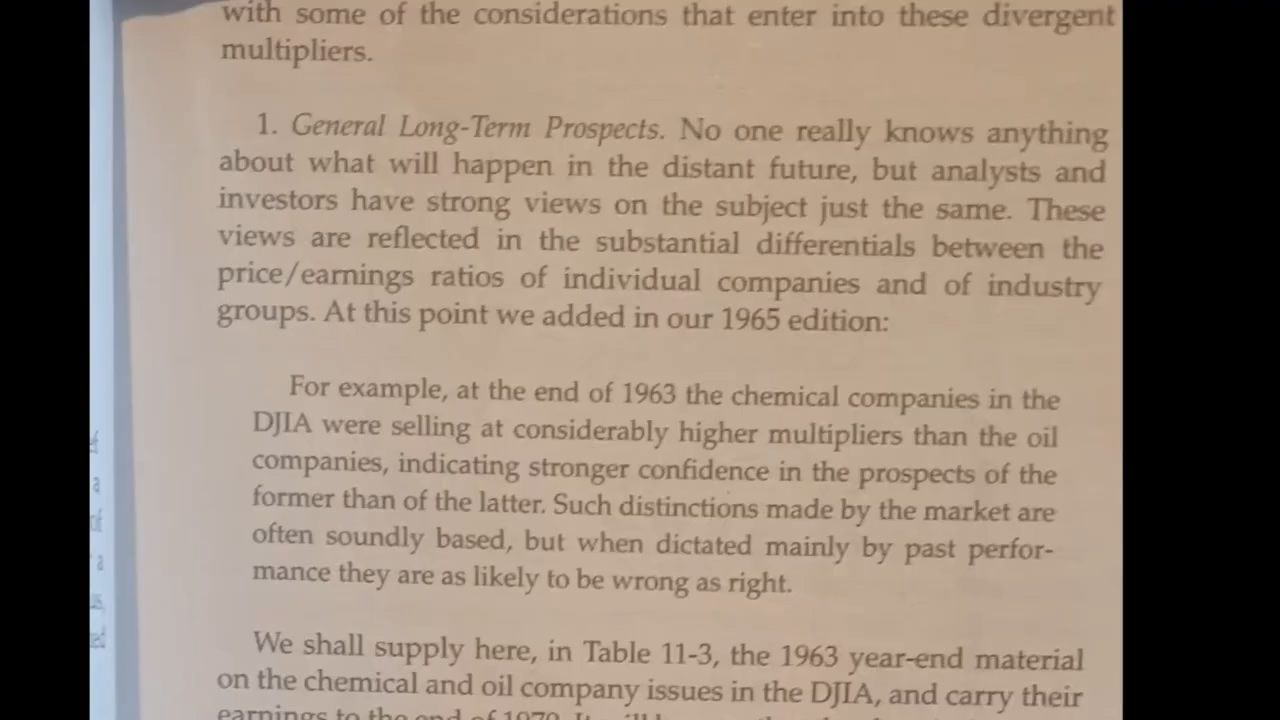 with some of the considerations that enter into these divergent
multipliers.
1. General Long-Term Prospects. No one really knows anything
about what will happen in the distant future, but analysts and
investors have strong views on the subject just the same. These
views are reflected in the substantial differentials between the
price/earnings ratios of individual companies and of industry
groups. At this point we added in our 1965 edition:
For example, at the end of 1963 the chemical companies in the
DJIA were selling at considerably higher multipliers than the oil
companies, indicating stronger confidence in the prospects of the
former than of the latter. Such distinctions made by the market are
often soundly based, but when dictated mainly by past perfor-
mance they are as likely to be wrong as right.
We shall supply here, in Table 11-3, the 1963 year-end material
on the chemical and oil company issues in the DJIA, and carry their
earnings to the end of 1970. It